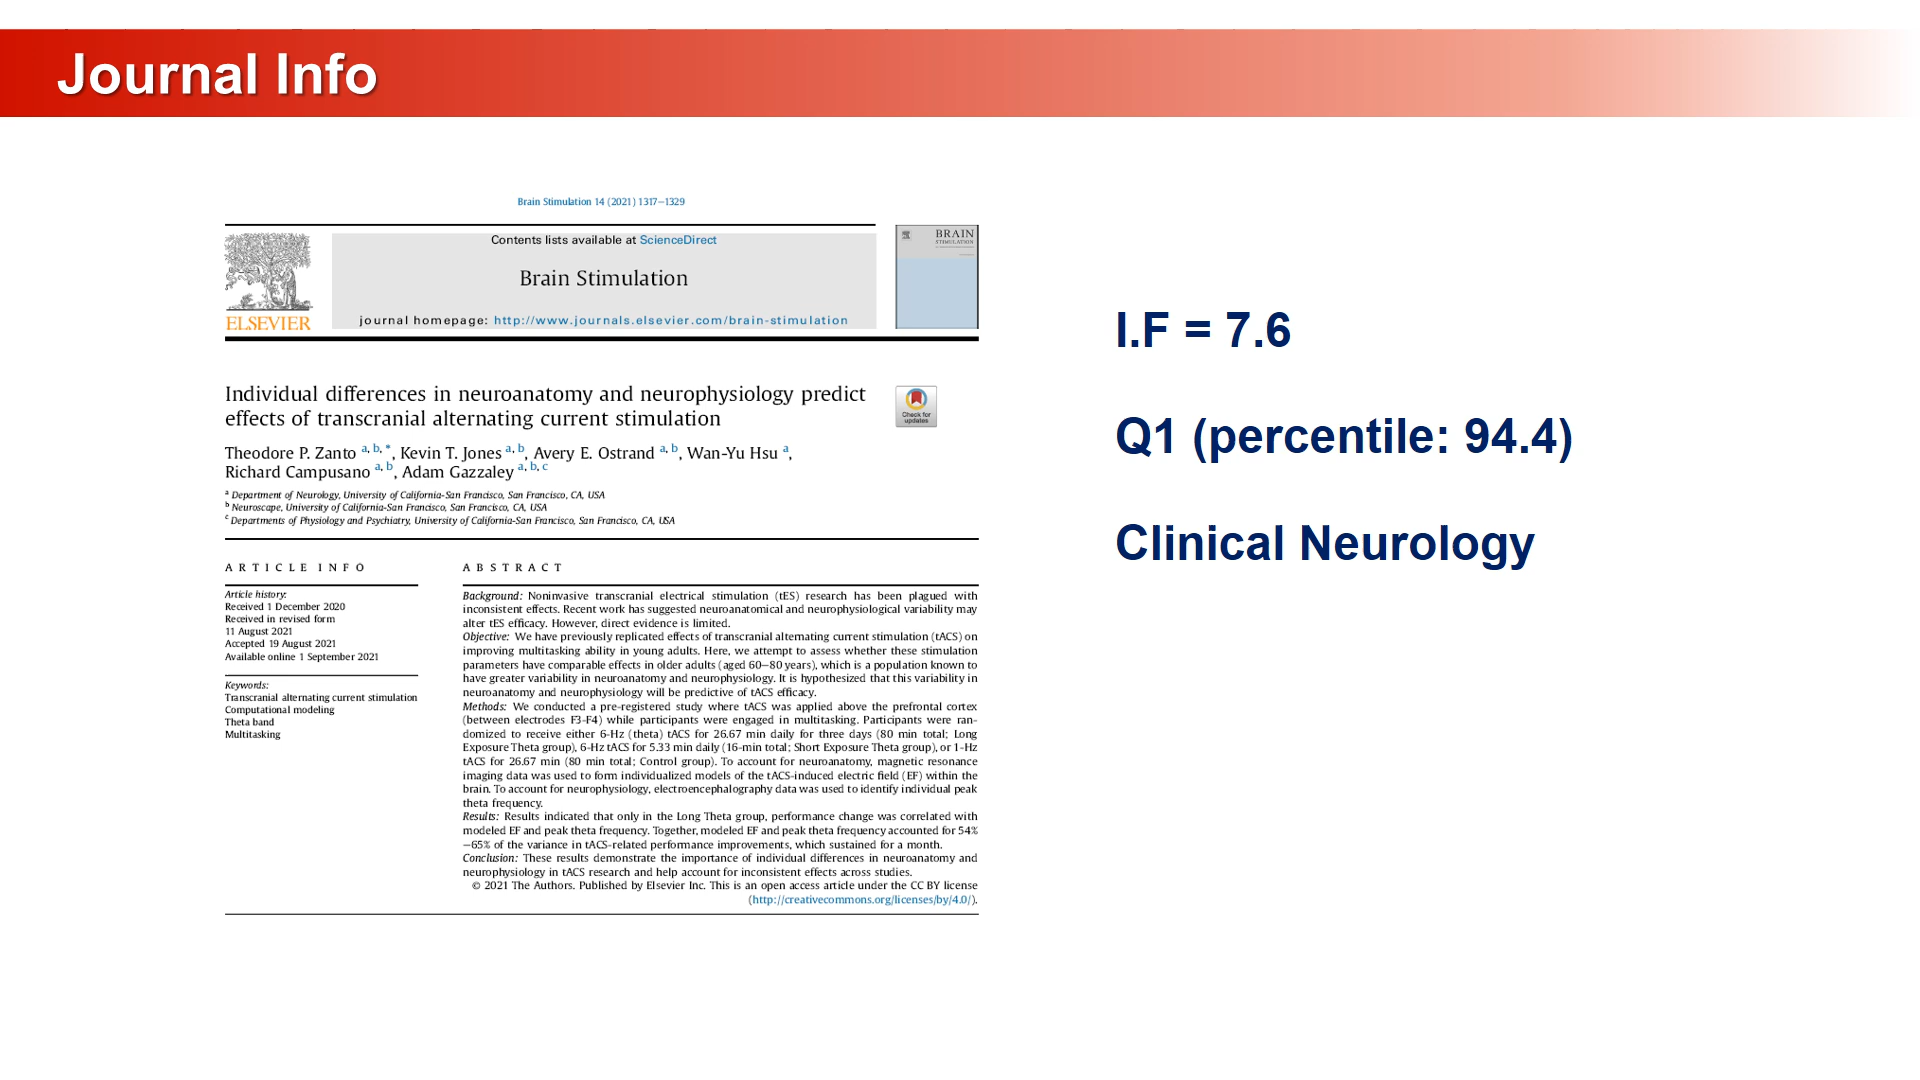 Journal Info
Brain Stimulation 14 (2021) 1317–1329
Contents lists available at ScienceDirect
Brain Stimulation
journal homepage: http://www.journals.elsevier.com/brain-stimulation
ELSEVIER
BRAIN
STIMULATION
Individual differences in neuroanatomy and neurophysiology predict
effects of transcranial alternating current stimulation
Check for
updates
Theodore P. Zanto a, b, *, Kevin T. Jones a, b, Avery E. Ostrand a, b, Wan-Yu Hsu a,
Richard Campusano a, b, Adam Gazzaley a, b, c
a Department of Neurology, University of California-San Francisco, San Francisco, CA, USA
b Neuroscape, University of California-San Francisco, San Francisco, CA, USA
c Departments of Physiology and Psychiatry, University of California-San Francisco, San Francisco, CA, USA
ARTICLE INFO
Article history:
Received 1 December 2020
Received in revised form
11 August 2021
Accepted 19 August 2021
Available online 1 September 2021
Keywords:
Transcranial alternating current stimulation
Computational modeling
Theta band
Multitasking
ABSTRACT
Background: Noninvasive transcranial electrical stimulation (tES) research has been plagued with
inconsistent effects. Recent work has suggested neuroanatomical and neurophysiological variability may
alter tES efficacy. However, direct evidence is limited.
Objective: We have previously replicated effects of transcranial alternating current stimulation (tACS) on
improving multitasking ability in young adults. Here, we attempt to assess whether these stimulation
parameters have comparable effects in older adults (aged 60–80 years), which is a population known to
have greater variability in neuroanatomy and neurophysiology. It is hypothesized that this variability in
neuroanatomy and neurophysiology will be predictive of tACS efficacy.
Methods: We conducted a pre-registered study where tACS was applied above the prefrontal cortex
(between electrodes F3-F4) while participants were engaged in multitasking. Participants were ran-
domized to receive either 6-Hz (theta) tACS for 26.67 min daily for three days (80 min total; Long
Exposure Theta group), 6-Hz tACS for 5.33 min daily (16-min total; Short Exposure Theta group), or 1-Hz
tACS for 26.67 min (80 min total; Control group). To account for neuroanatomy, magnetic resonance
imaging data was used to form individualized models of the tACS-induced electric field (EF) within the
brain. To account for neurophysiology, electroencephalography data was used to identify individual peak
theta frequency.
Results: Results indicated that only in the Long Theta group, performance change was correlated with
modeled EF and peak theta frequency. Together, modeled EF and peak theta frequency accounted for 54%
–65% of the variance in tACS-related performance improvements, which sustained for a month.
Conclusion: These results demonstrate the importance of individual differences in neuroanatomy and
neurophysiology in tACS research and help account for inconsistent effects across studies.
© 2021 The Authors. Published by Elsevier Inc. This is an open access article under the CC BY license
(http://creativecommons.org/licenses/by/4.0/).
I.F = 7.6
Q1 (percentile: 94.4)
Clinical Neurology